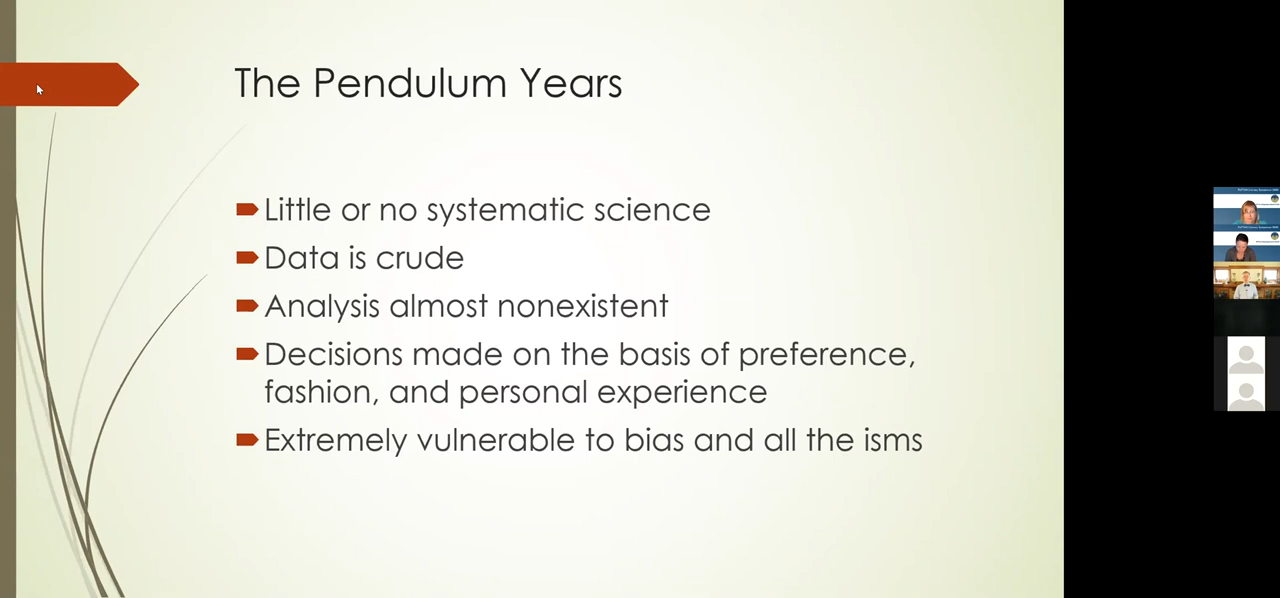 The Pendulum Years
Little or no systematic science
Data is crude
Analysis almost nonexistent
Decisions made on the basis of preference,
fashion, and personal experience
Extremely vulnerable to bias and all the isms